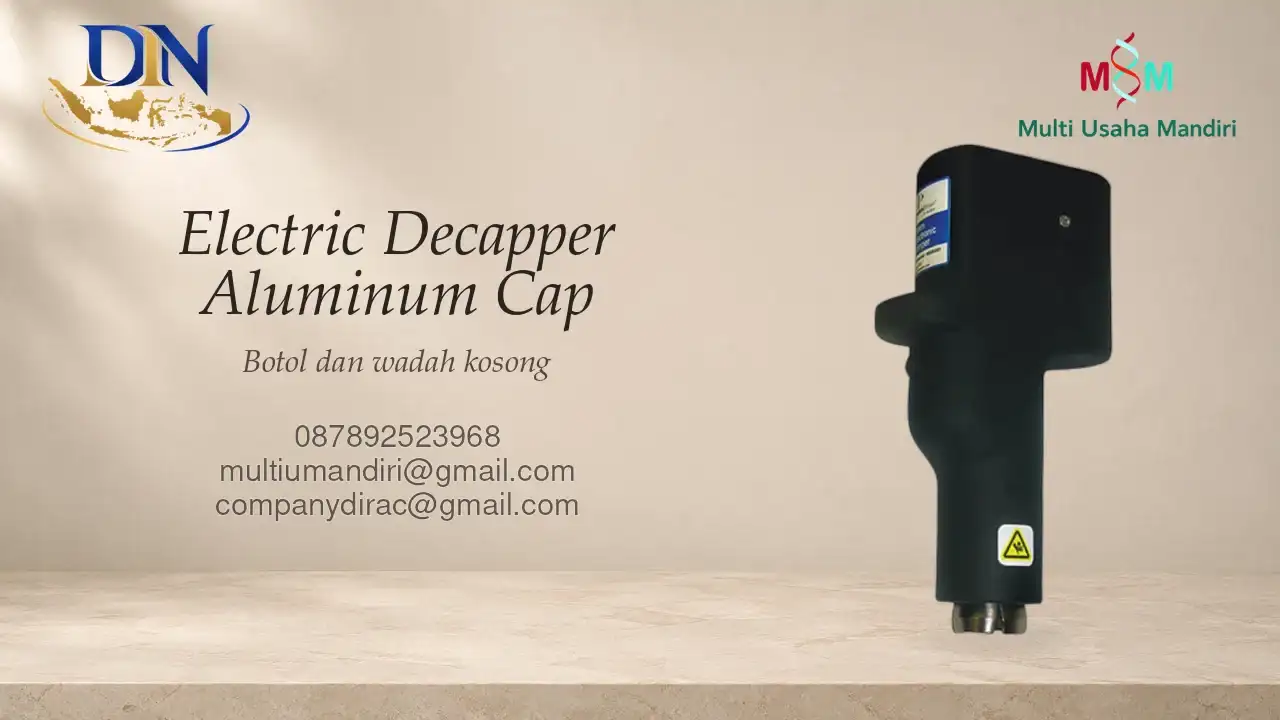 DN
M M
Multi Usaha Mandiri
Electric Decapper
Aluminum Cap
Botol dan wadah kosong
087892523968
multiumandiri@gmail.com
companydirac@gmail.com